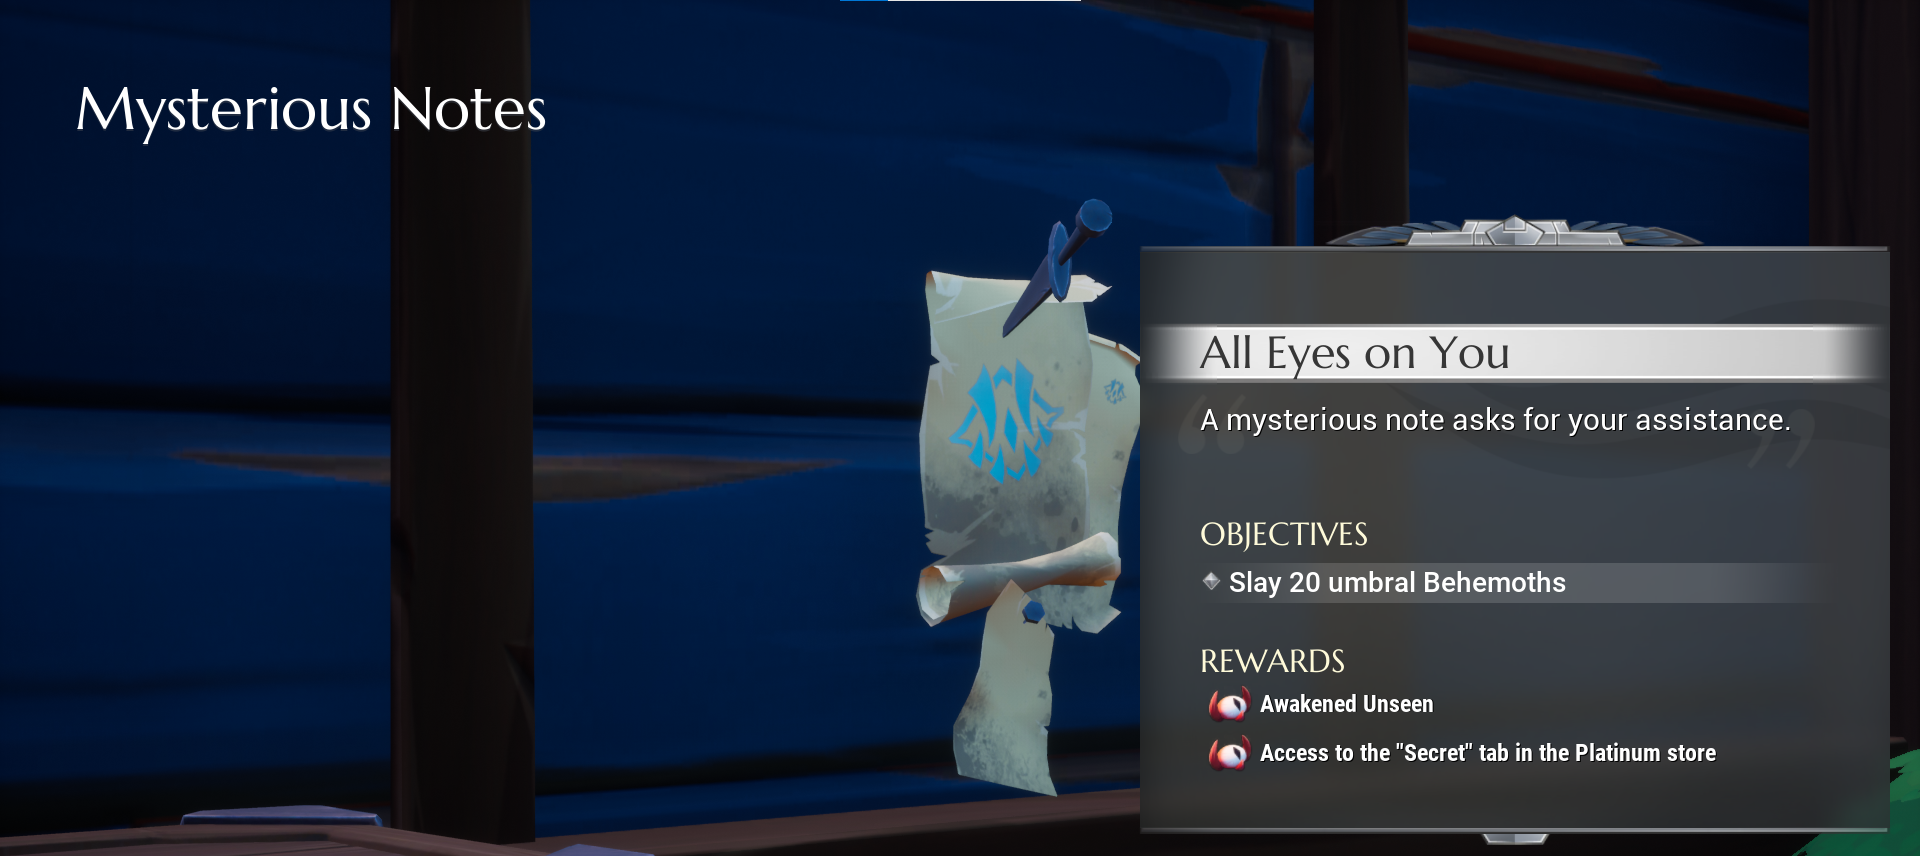 Mysterious Notes
All Eyes on You
A mysterious note asks for your assistance.
OBJECTIVES
Slay 20 umbral Behemoths
REWARDS
Awakened Unseen
Access to the "Secret" tab in the Platinum store